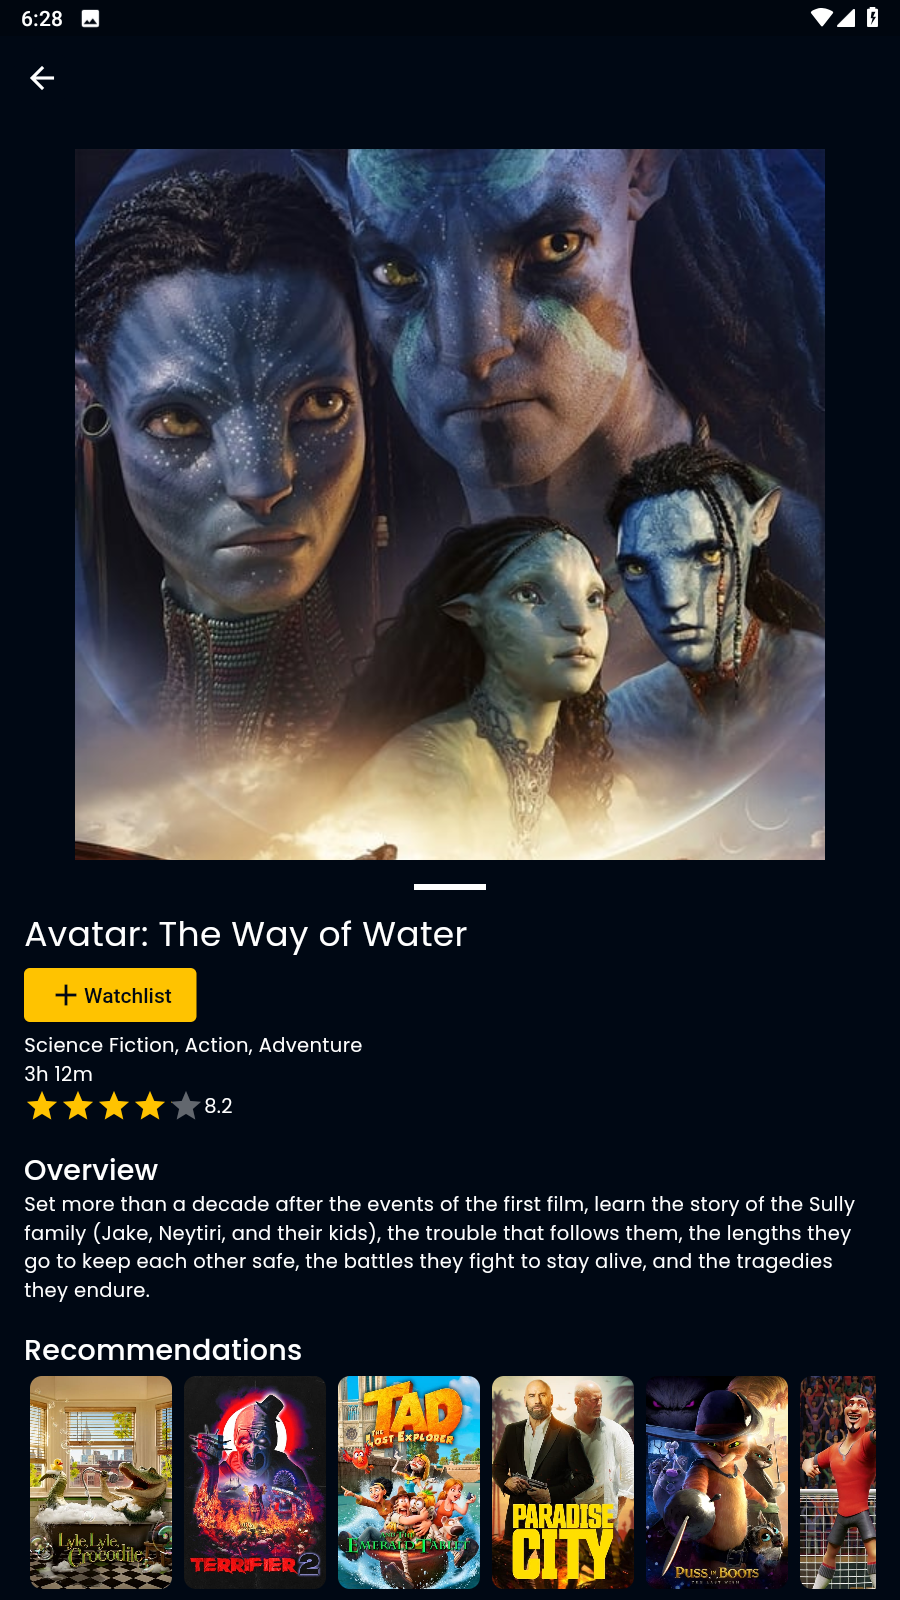 6:28
Avatar: The Way of Water
Watchlist
Science Fiction, Action, Adventure
3h 12m
8.2
Overview
Set more than a decade after the events of the first film, learn the story of the Sully
family (Jake, Neytiri, and their kids), the trouble that follows them, the lengths they
go to keep each other safe, the battles they fight to stay alive, and the tragedies
they endure.
Recommendations
Lyle, Lyle,
Crocodile
TERRIFIER 2
TAD
THE LOST EXPLORER
AND THE
EMERALD TABLET
PARADISE
CITY
PUSS IN BOOTS
THE LAST WISH